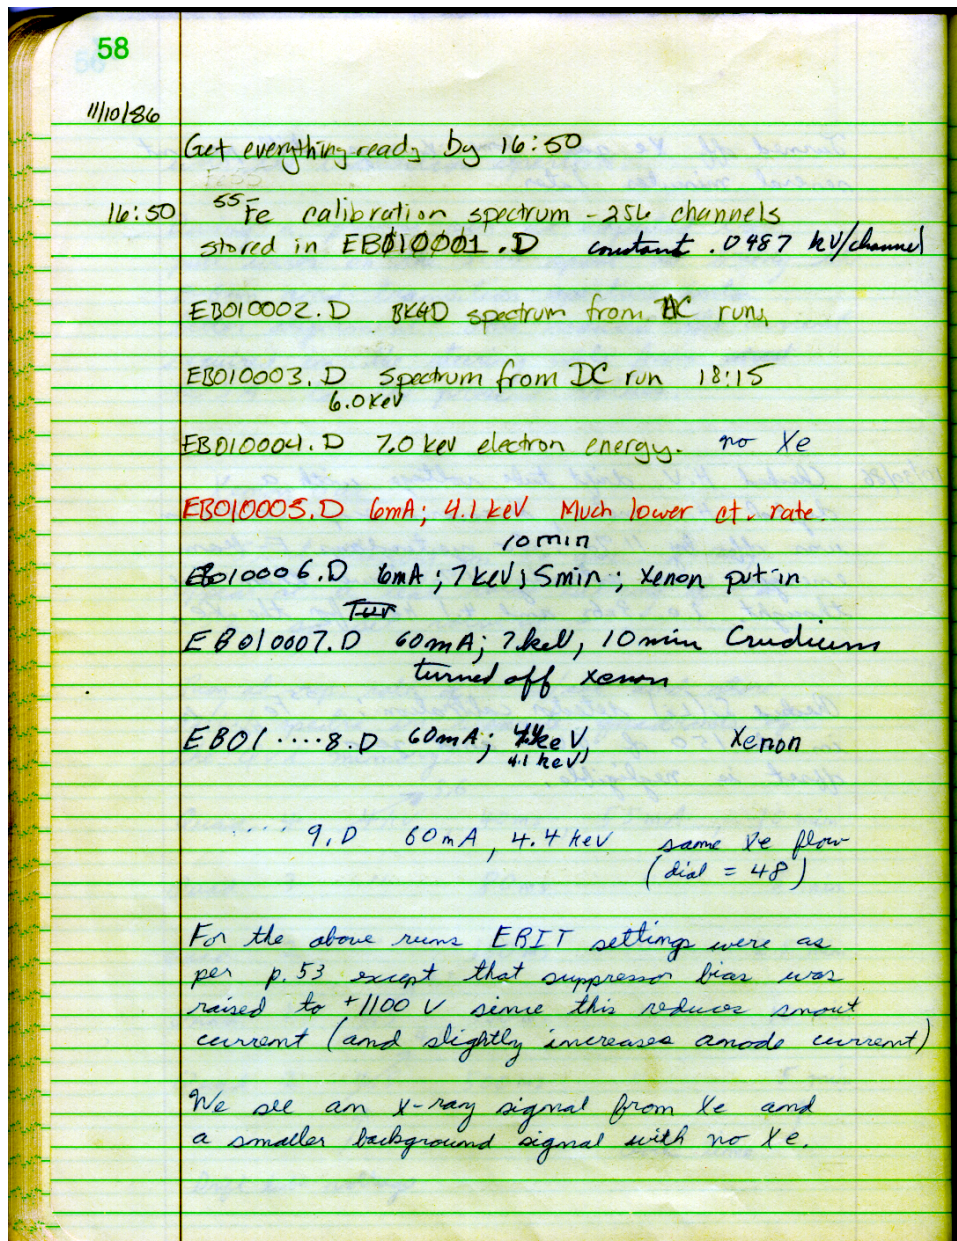 58
11/10/86
Get everything ready by 16:50
16:50 55Fe calibration spectrum - 256 channels
stored in EB010001.D constant .0487 kV/channel
EB010002.D BKGD spectrum from DC run,
EB010003.D Spectrum from DC run 18:15
6.0 KeV
EB010004.D 7.0 kev electron energy. no Xe
EB010005.D 6mA; 4.1 keV Much lower ct. rate.
10 min
EB010006.D 6mA; 7 keV; 5min; Xenon put in
EB010007.D 60mA; 7 keV, 10 min Crudium
turned off xenon
EB01....8.D 60mA; 4.4 keV, Xenon
4.1 keV
.... 9.D 60mA, 4.4 keV same Xe flow
(dial = 48)
For the above runs EBIT settings were as
per p.53 except that suppressor bias was
raised to +1100 V since this reduces snout
current (and slightly increases anode current)
We see an X-ray signal from Xe and
a smaller background signal with no Xe.